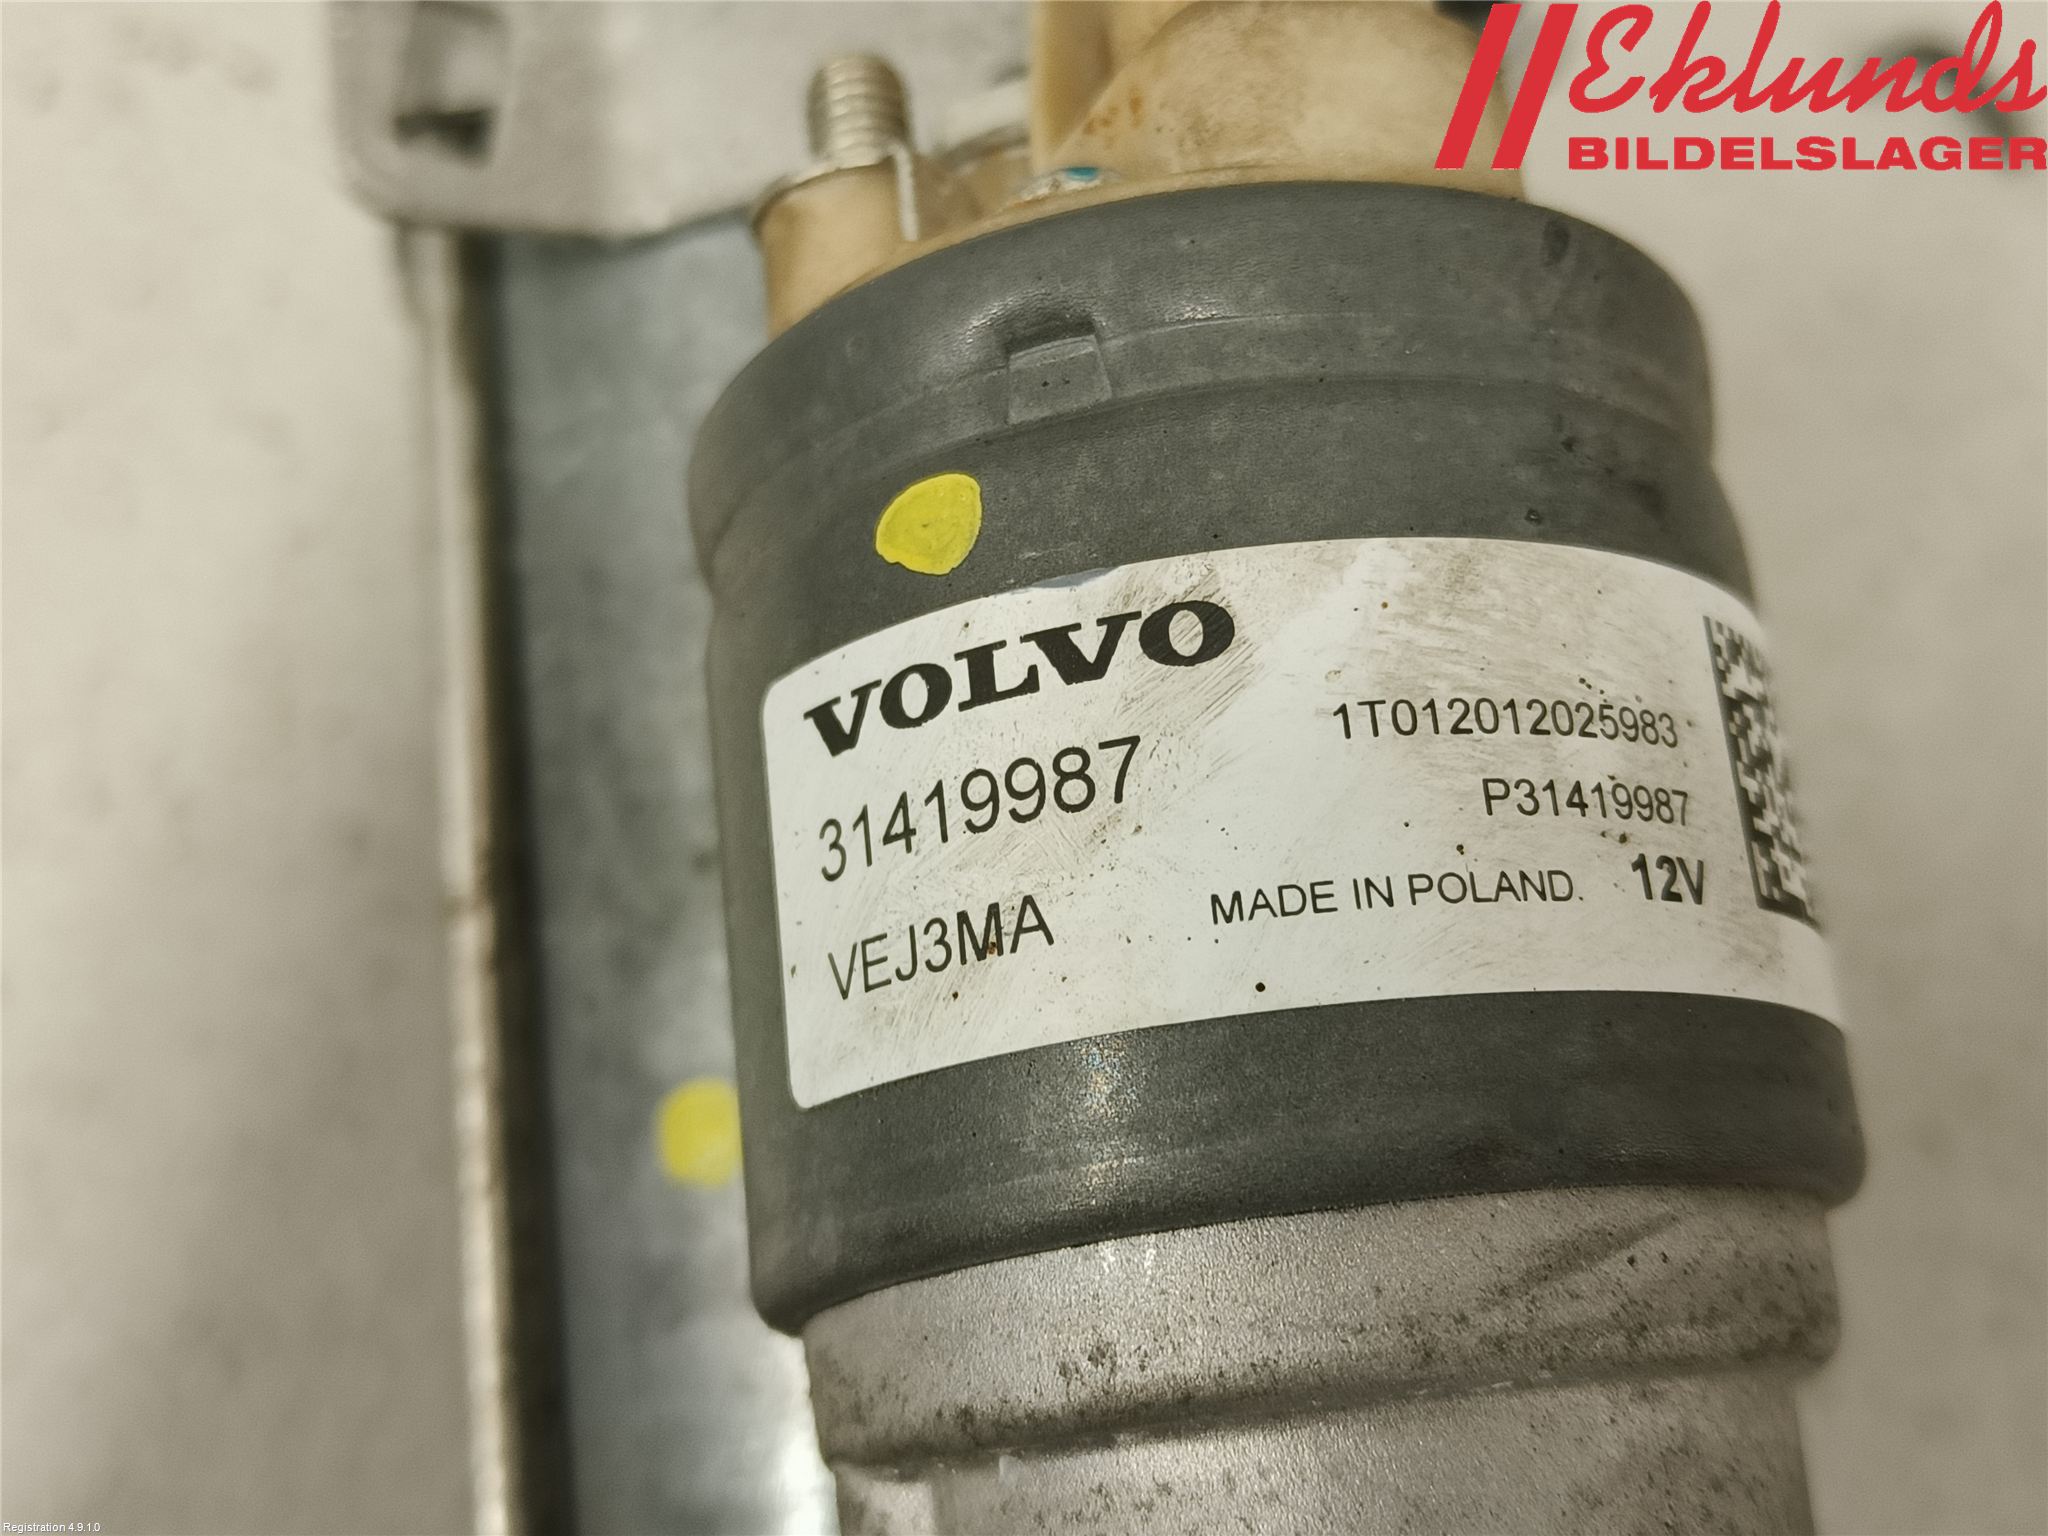 Eklunds
BILDELSLAGER
VOLVO
31419987
VEJ3MA
1T012012025983
P31419987
MADE IN POLAND. 12V
Registration 4.9.1.0